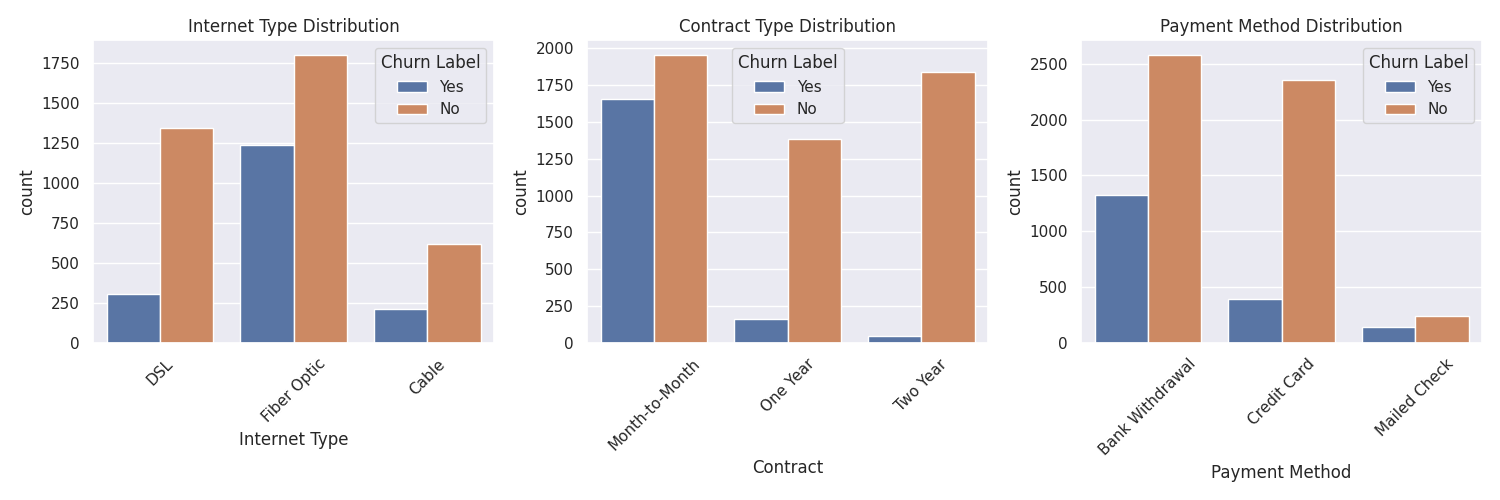 Internet Type Distribution
1750
1500
1250
1000
750
500
250
0
count
Churn Label
Yes
No
DSL
Fiber Optic
Cable
Internet Type
Contract Type Distribution
2000
1750
1500
1250
1000
750
500
250
0
count
Churn Label
Yes
No
Month-to-Month
One Year
Two Year
Contract
Payment Method Distribution
2500
2000
1500
1000
500
0
count
Churn Label
Yes
No
Bank Withdrawal
Credit Card
Mailed Check
Payment Method